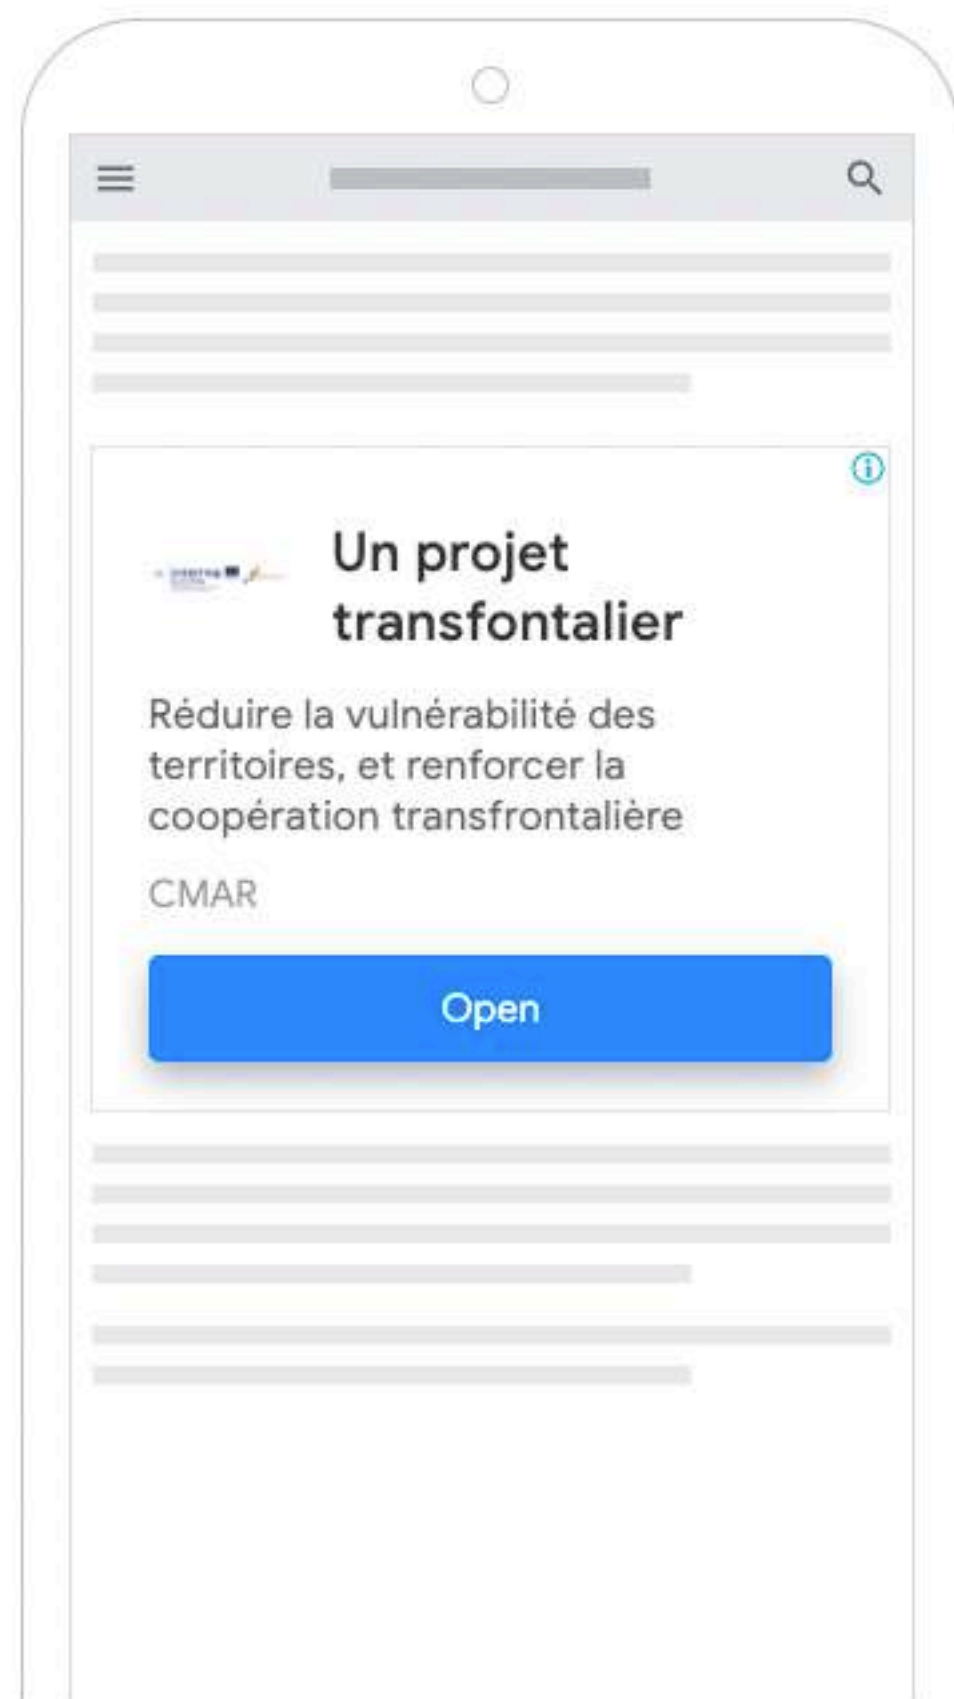 Un projet
transfontalier
Réduire la vulnérabilité des
territoires, et renforcer la
coopération transfrontalière
CMAR
Open